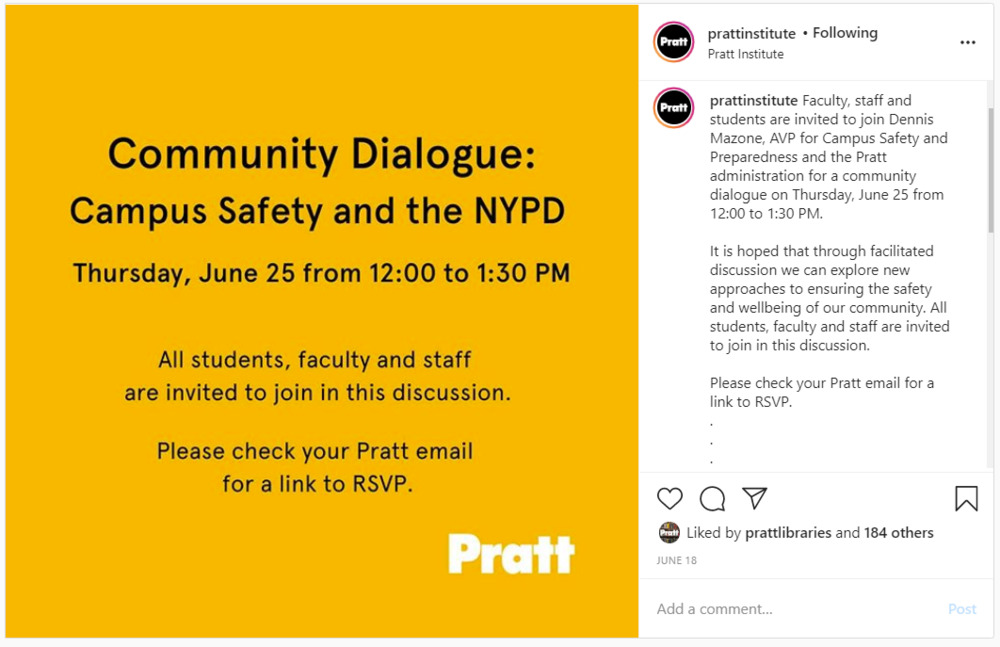 Community Dialogue:
Campus Safety and the NYPD
Thursday, June 25 from 12:00 to 1:30 PM
All students, faculty and staff
are invited to join in this discussion.
Please check your Pratt email
for a link to RSVP.
Pratt
Pratt
prattinstitute • Following
Pratt Institute
Pratt
prattinstitute Faculty, staff and
students are invited to join Dennis
Mazone, AVP for Campus Safety and
Preparedness and the Pratt
administration for a community
dialogue on Thursday, June 25 from
12:00 to 1:30 PM.
It is hoped that through facilitated
discussion we can explore new
approaches to ensuring the safety
and wellbeing of our community. All
students, faculty and staff are invited
to join in this discussion.
Please check your Pratt email for a
link to RSVP.
.
.
.
Pratt
Liked by prattlibraries and 184 others
JUNE 18
Add a comment...
Post